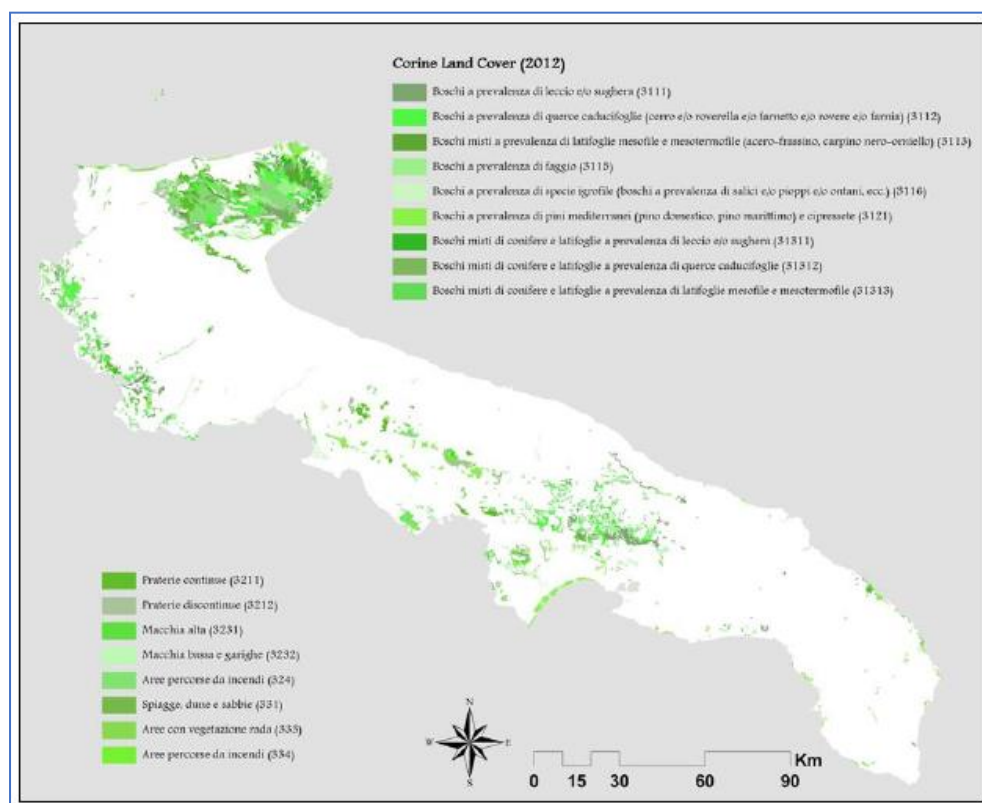 Corine Land Cover (2012)
Boschi a prevalenza di leccio e/o sughera (3111)
Boschi a prevalenza di querce caducifoglie (cerro e/o roverella e/o farnetto e/o rovere e/o farnia) (3112)
Boschi misti a prevalenza di latifoglie mesofile e mesotermofile (acero-frassino, carpino nero-orniello) (3113)
Boschi a prevalenza di faggio (3115)
Boschi a prevalenza di specie igrofile (boschi a prevalenza di salici e/o pioppi e/o ontani, ecc.) (3116)
Boschi a prevalenza di pini mediterranei (pino domestico, pino marittimo) e cipressete (3121)
Boschi misti di conifere e latifoglie a prevalenza di leccio e/o sughera (31311)
Boschi misti di conifere e latifoglie a prevalenza di querce caducifoglie (31312)
Boschi misti di conifere e latifoglie a prevalenza di latifoglie mesofile e mesotermofile (31313)
Praterie continue (3211)
Praterie discontinue (3212)
Macchia alta (3231)
Macchia bassa e garighe (3232)
Aree percorse da incendi (324)
Spiagge, dune e sabbie (331)
Aree con vegetazione rada (333)
Aree percorse da incendi (334)
N
W E
S
Km
0 15 30 60 90